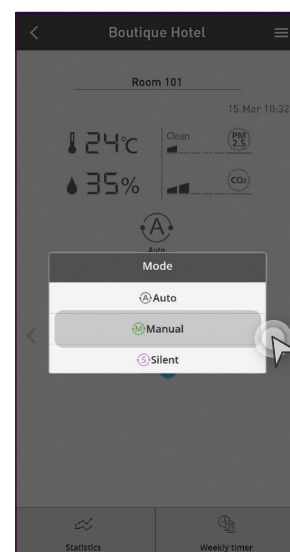 Boutique Hotel
Room 101
15.Mar 10:32
24°C
Clean
PM
2.5
35%
CO₂
A
Auto
Mode
A Auto
M Manual
S Silent
7
Statistics
Weekly timer